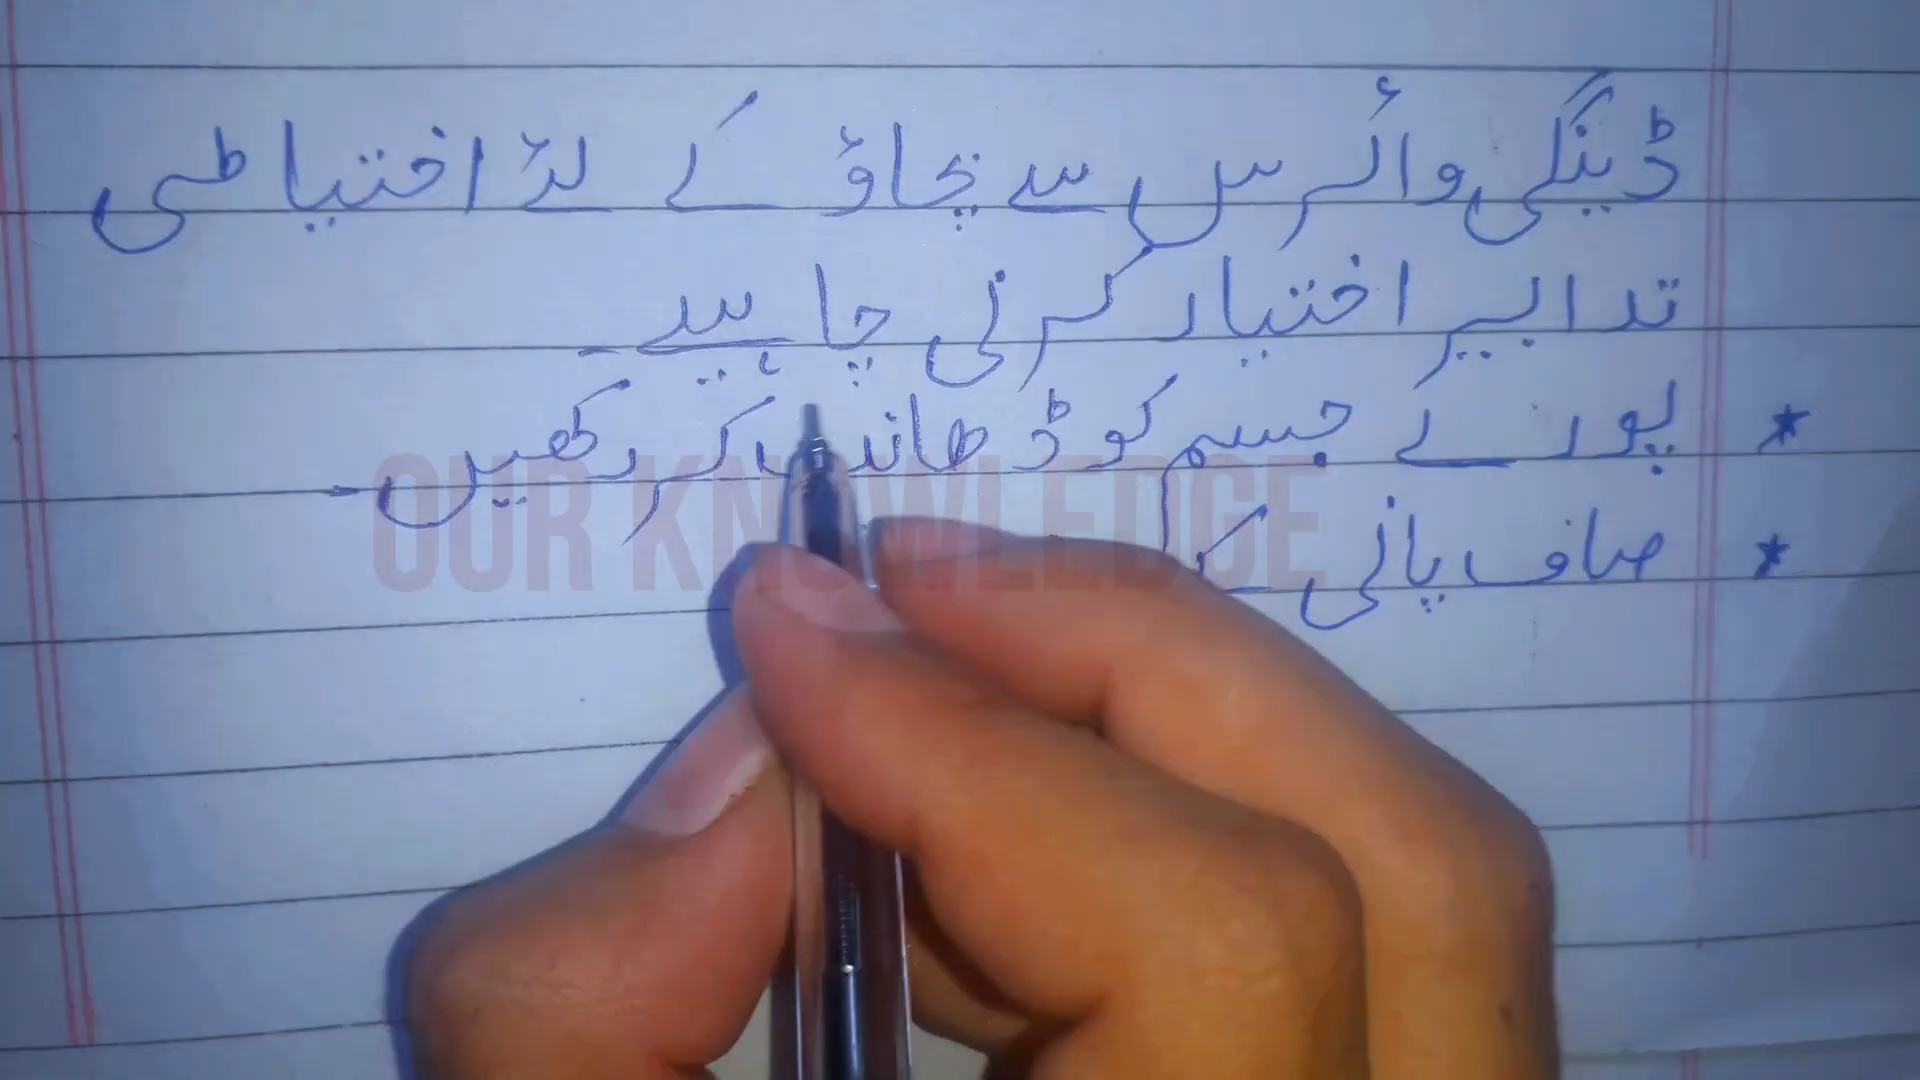 ڈینگی وائرس سے بچاؤ کے لئے احتیاطی
تدابیر اختیار کرنی چاہیے۔
★ پورے جسم کو ڈھانپ کر رکھیں۔
★ صاف پانی کے
OUR KNOWLEDGE